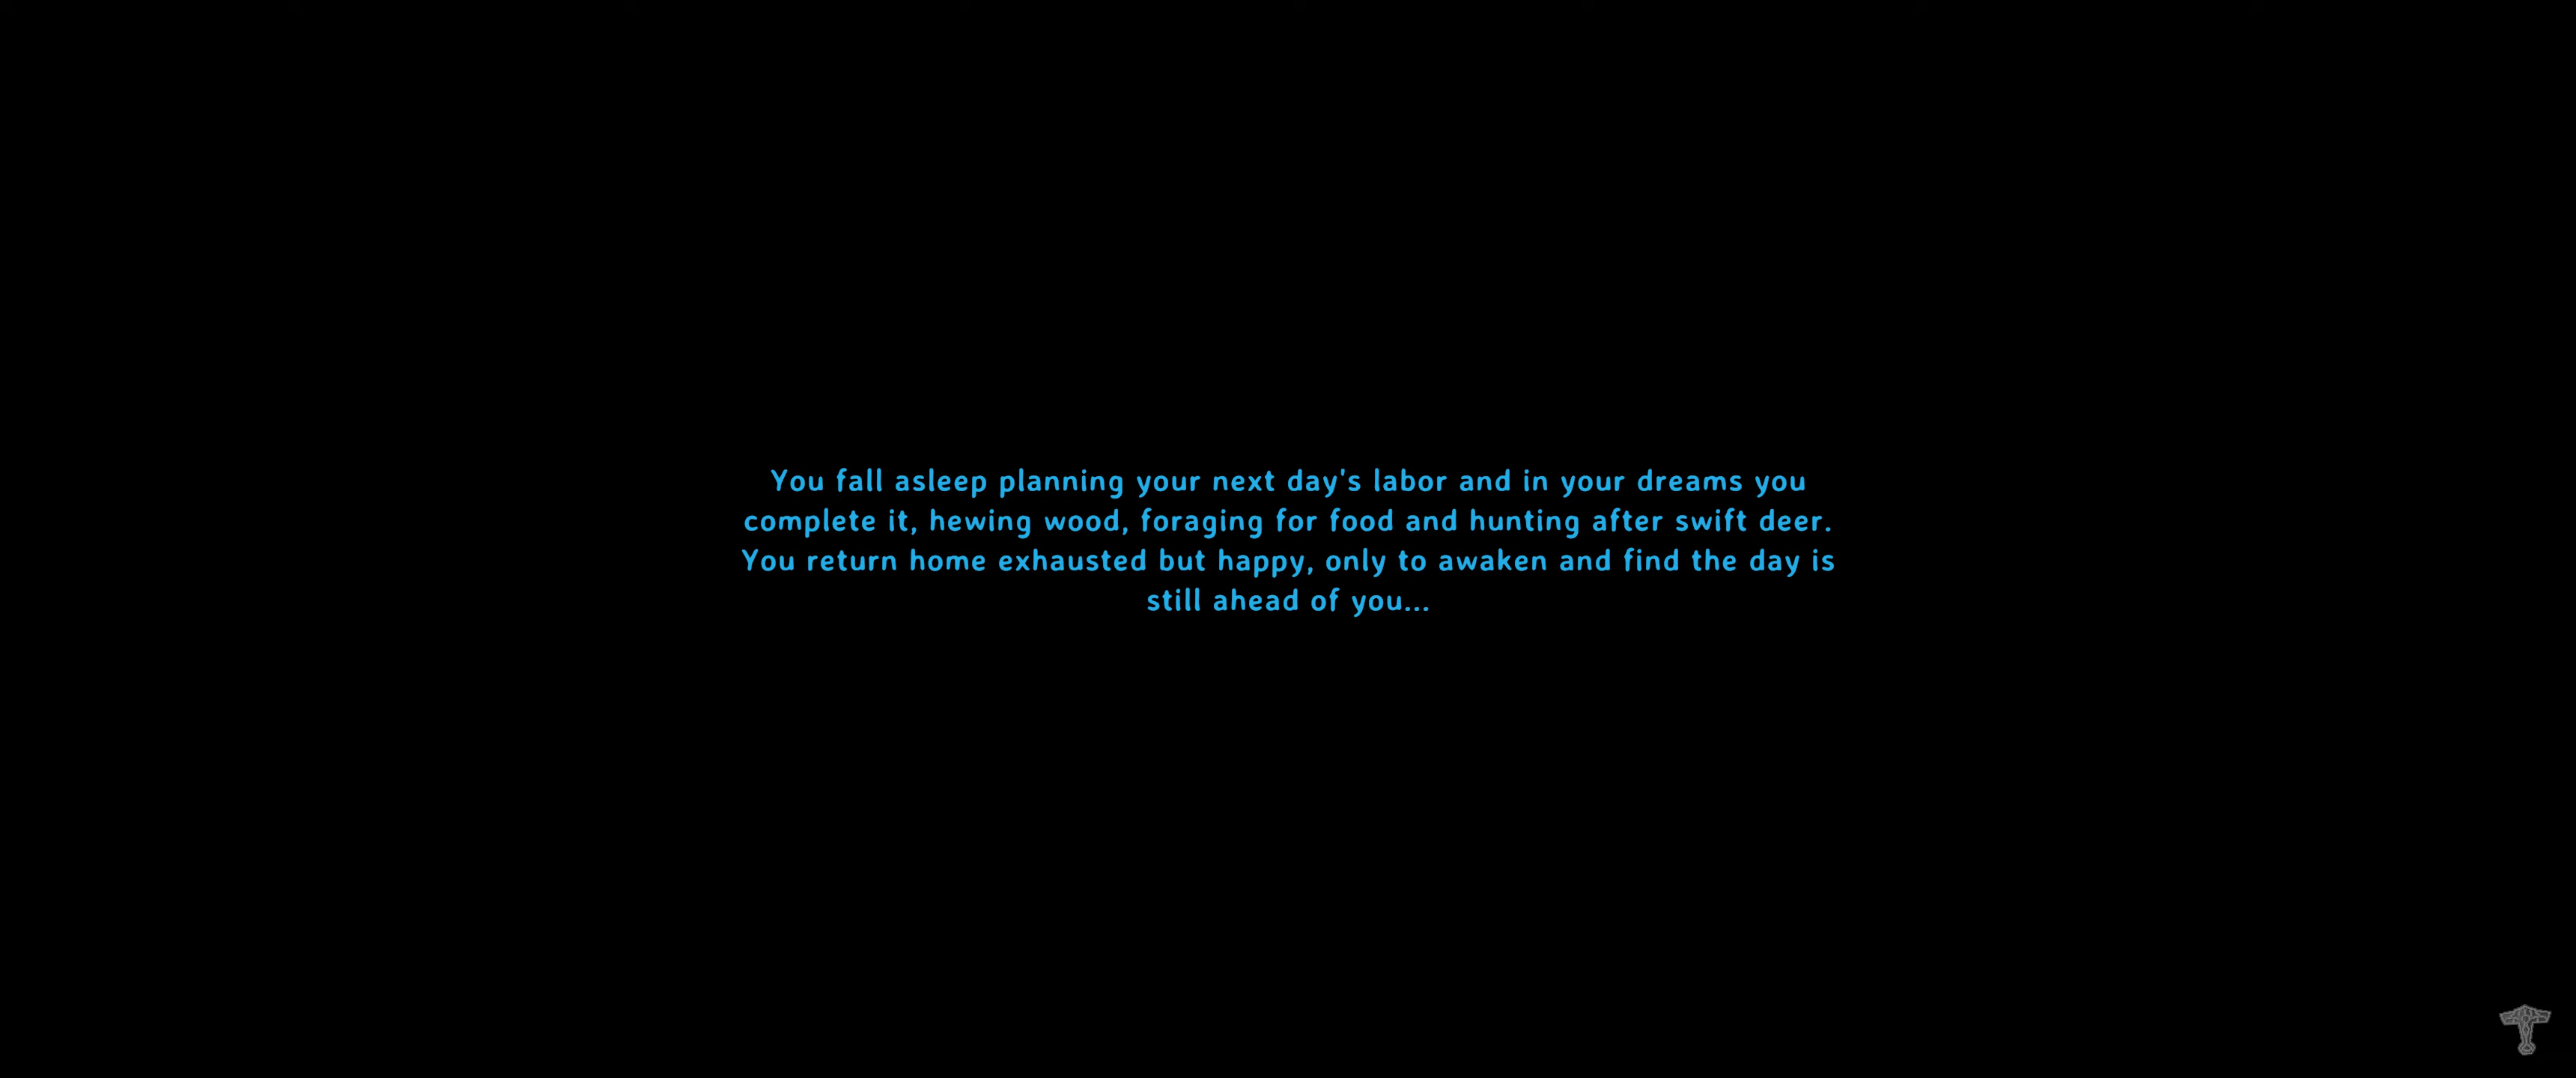 You fall asleep planning your next day's labor and in your dreams you
complete it, hewing wood, foraging for food and hunting after swift deer.
You return home exhausted but happy, only to awaken and find the day is
still ahead of you...